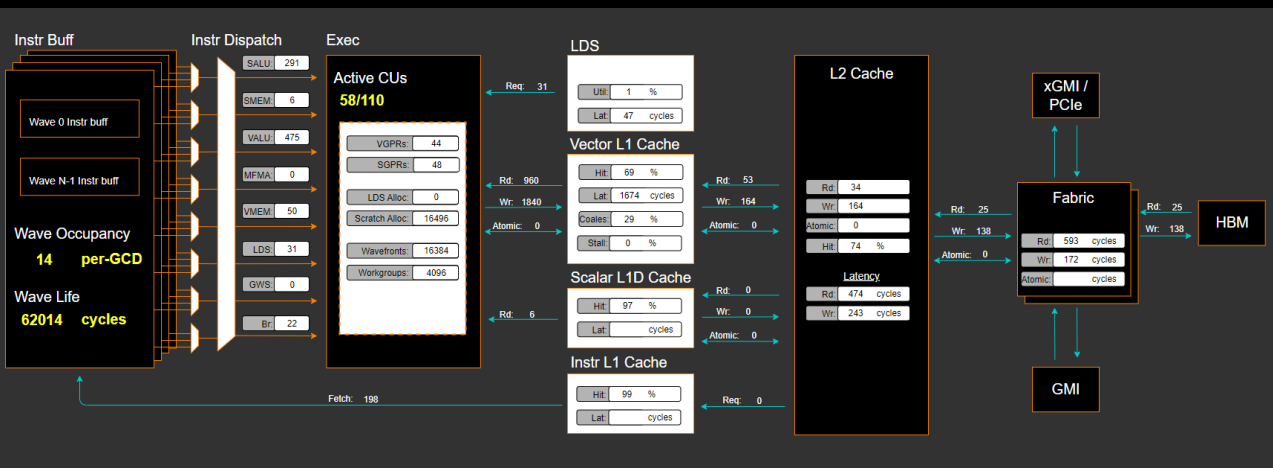 Instr Buff
Wave 0 Instr buff
Wave N-1 Instr buff
Wave Occupancy
14 per-GCD
Wave Life
62014 cycles
Instr Dispatch
SALU: 291
SMEM: 6
VALU: 475
MFMA: 0
VMEM: 50
LDS: 31
GWS: 0
Br: 22
Exec
Active CUs
58/110
VGPRs: 44
SGPRs: 48
LDS Alloc: 0
Scratch Alloc: 16496
Wavefronts: 16384
Workgroups: 4096
Req: 31
Rd: 960
Wr: 1840
Atomic: 0
Rd: 6
Fetch: 198
LDS
Util: 1 %
Lat: 47 cycles
Vector L1 Cache
Hit: 69 %
Lat: 1674 cycles
Coales: 29 %
Stall: 0 %
Scalar L1D Cache
Hit: 97 %
Lat: cycles
Instr L1 Cache
Hit: 99 %
Lat: cycles
Rd: 53
Wr: 164
Atomic: 0
Rd: 0
Wr: 0
Atomic: 0
Req: 0
L2 Cache
Rd: 34
Wr: 164
Atomic: 0
Hit: 74 %
Latency
Rd: 474 cycles
Wr: 243 cycles
Rd: 25
Wr: 138
Atomic: 0
xGMI /
PCIe
Fabric
Rd: 593 cycles
Wr: 172 cycles
Atomic: cycles
GMI
Rd: 25
Wr: 138
HBM